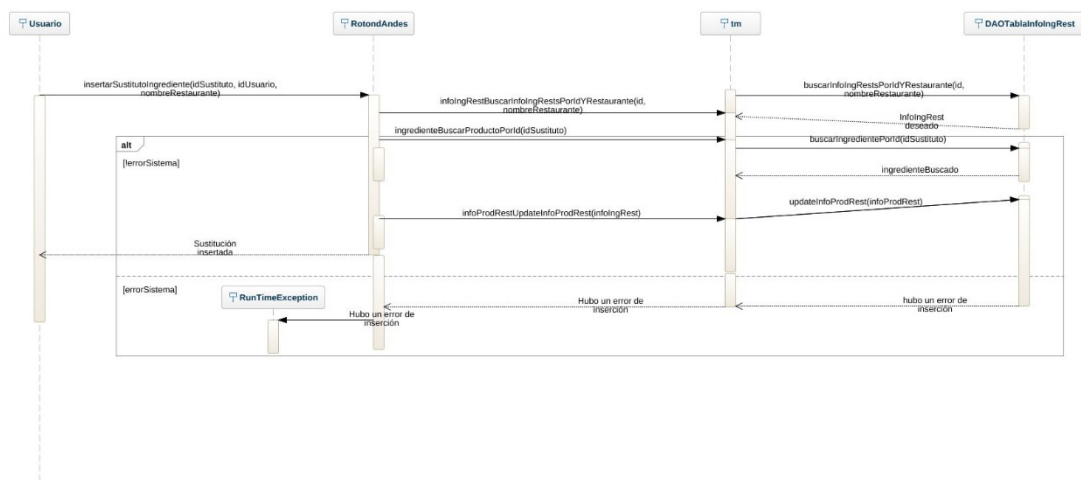 Usuario
RotondAndes
tm
DAOTablaInfoIngRest
insertarSustitutoIngrediente(idSustituto, idUsuario,
nombreRestaurante)
buscarInfoIngRestsPorIdYRestaurante(id,
nombreRestaurante)
infoIngRestBuscarInfoIngRestsPorIdYRestaurante(id,
nombreRestaurante)
InfoIngRest
deseado
alt
ingredienteBuscarProductoPorId(idSustituto)
buscarIngredientePorId(idSustituto)
[!errorSistema]
ingredienteBuscado
updateInfoProdRest(infoProdRest)
infoProdRestUpdateInfoProdRest(infoIngRest)
Sustitución
insertada
[errorSistema]
RunTimeException
Hubo un error de
inserción
hubo un error de
inserción
Hubo un error de
inserción